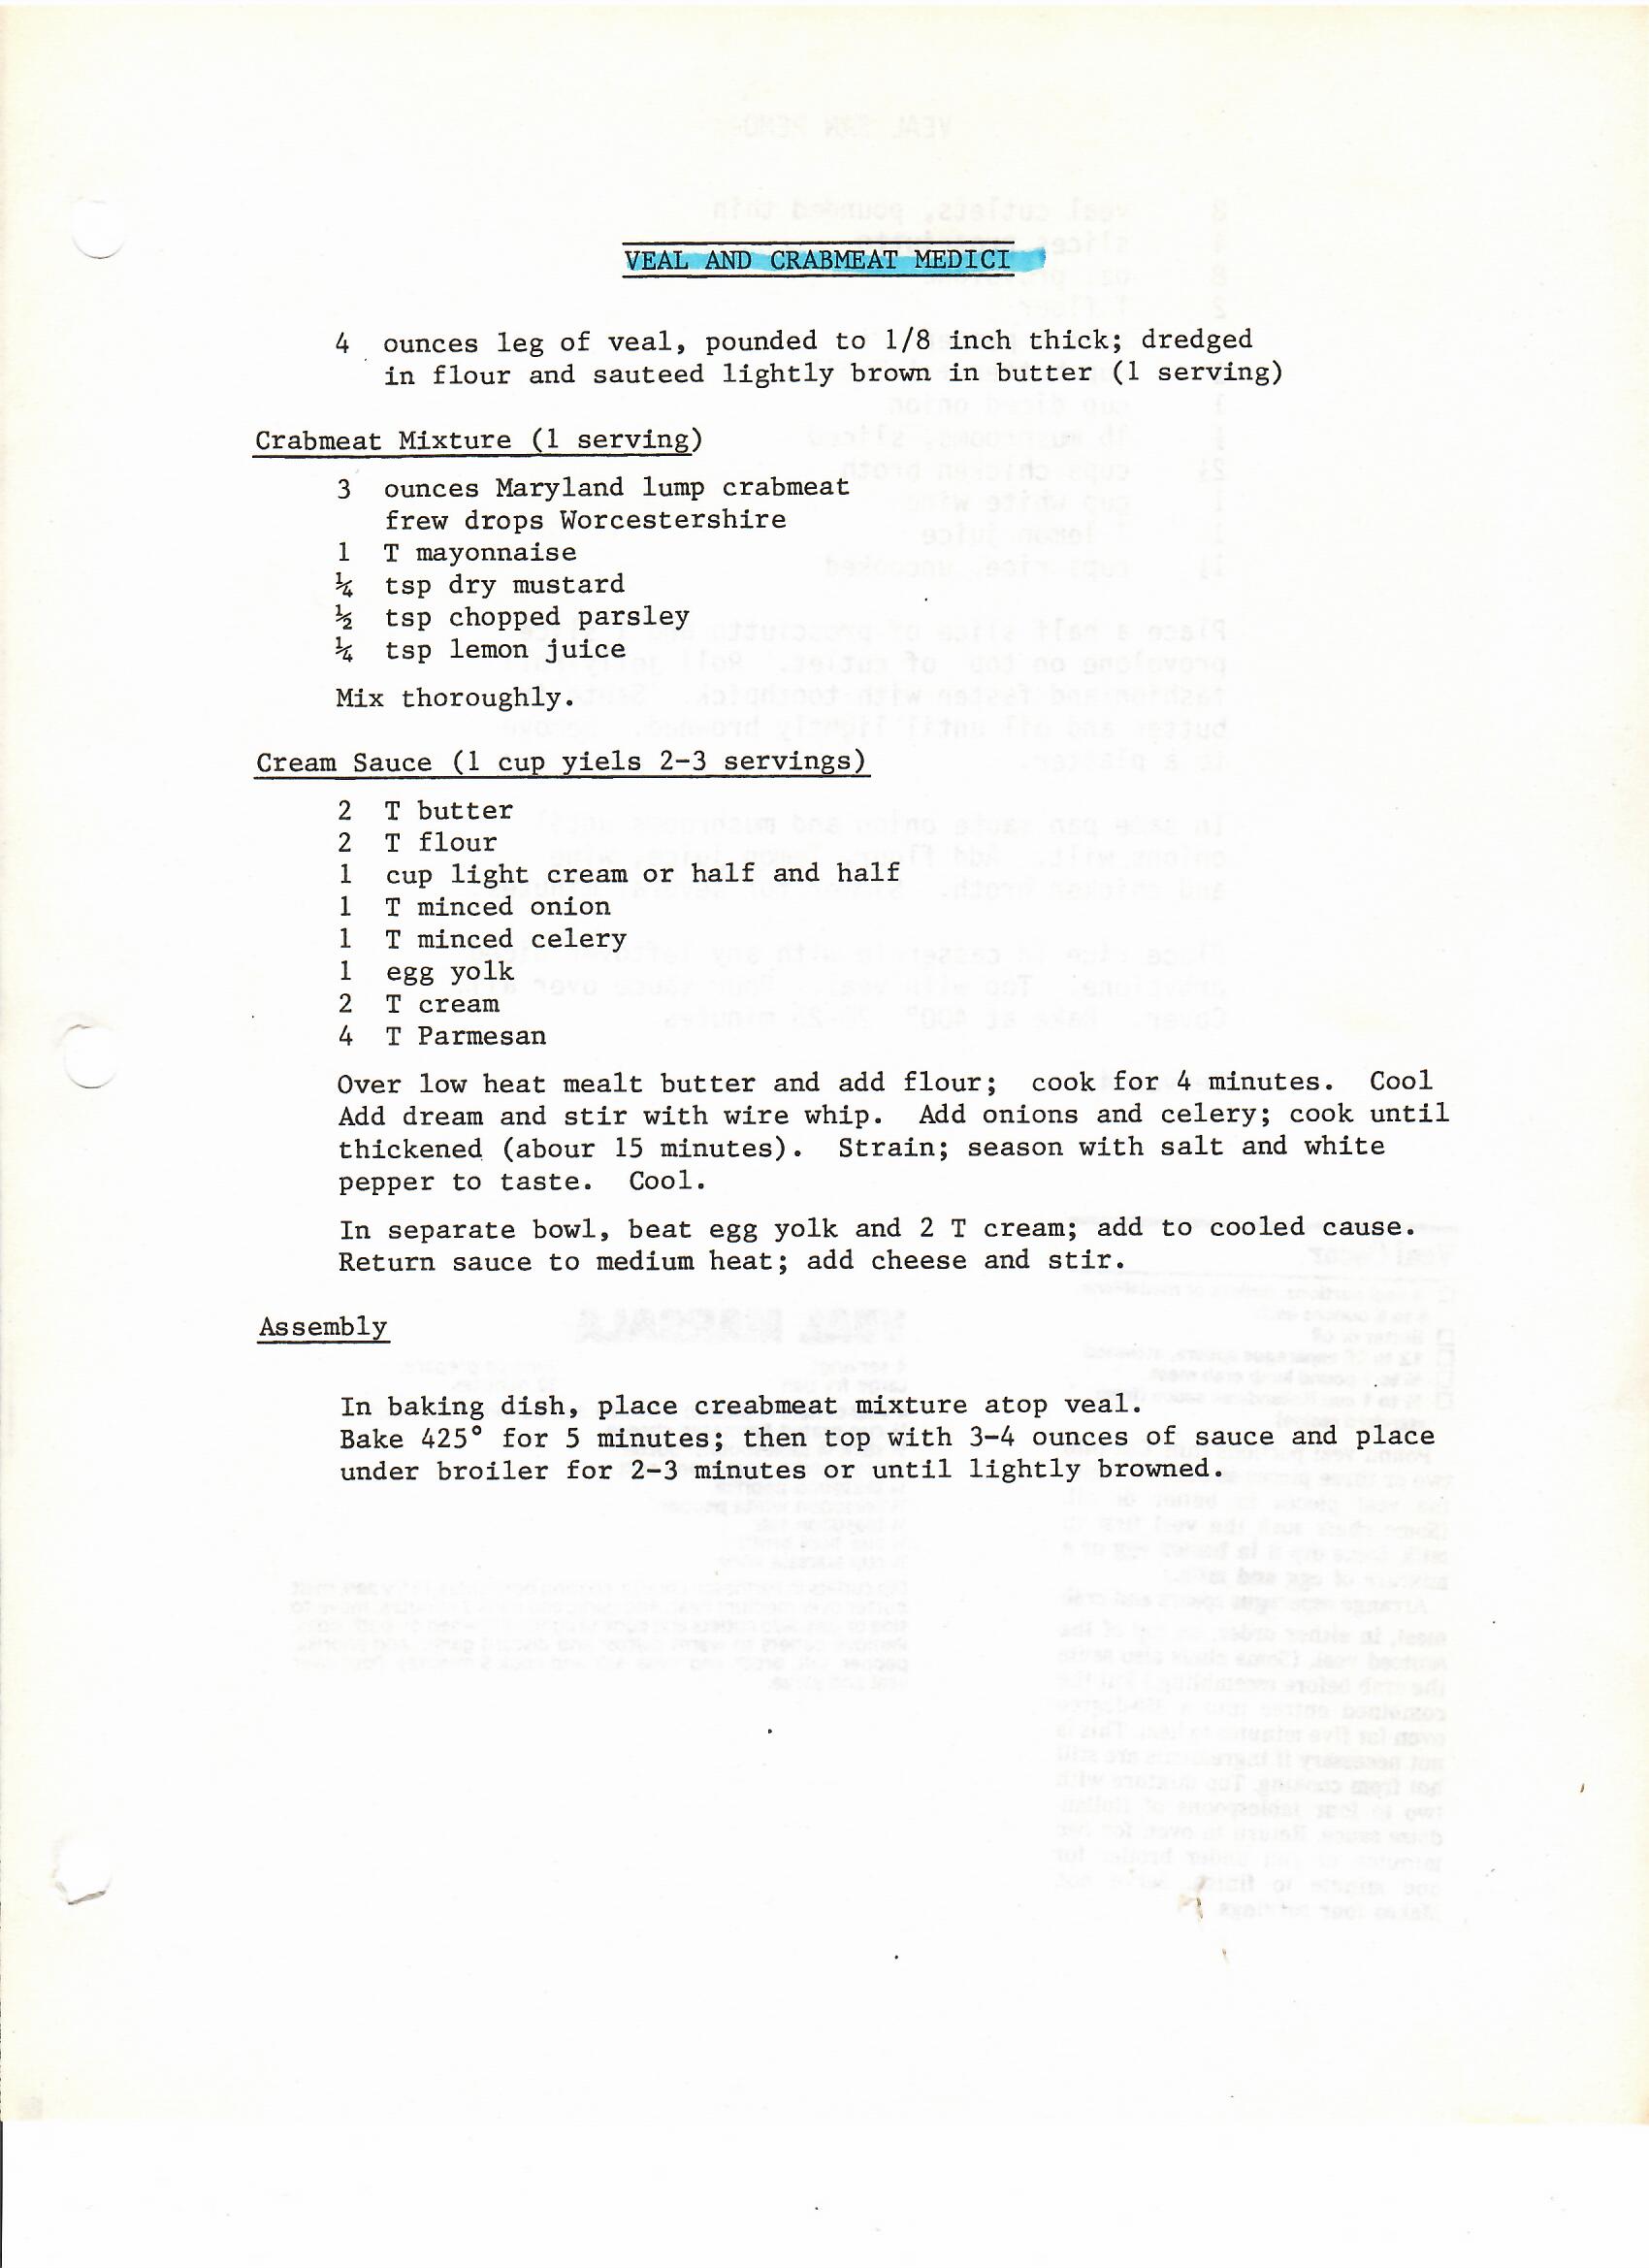 VEAL AND CRABMEAT MEDICI
4 ounces leg of veal, pounded to 1/8 inch thick; dredged
in flour and sauteed lightly brown in butter (1 serving)
Crabmeat Mixture (1 serving)
3 ounces Maryland lump crabmeat
frew drops Worcestershire
1 T mayonnaise
¼ tsp dry mustard
½ tsp chopped parsley
¼ tsp lemon juice
Mix thoroughly.
Cream Sauce (1 cup yiels 2-3 servings)
2 T butter
2 T flour
1 cup light cream or half and half
1 T minced onion
1 T minced celery
1 egg yolk
2 T cream
4 T Parmesan
Over low heat mealt butter and add flour; cook for 4 minutes. Cool
Add dream and stir with wire whip. Add onions and celery; cook until
thickened (abour 15 minutes). Strain; season with salt and white
pepper to taste. Cool.
In separate bowl, beat egg yolk and 2 T cream; add to cooled cause.
Return sauce to medium heat; add cheese and stir.
Assembly
In baking dish, place creabmeat mixture atop veal.
Bake 425° for 5 minutes; then top with 3-4 ounces of sauce and place
under broiler for 2-3 minutes or until lightly browned.